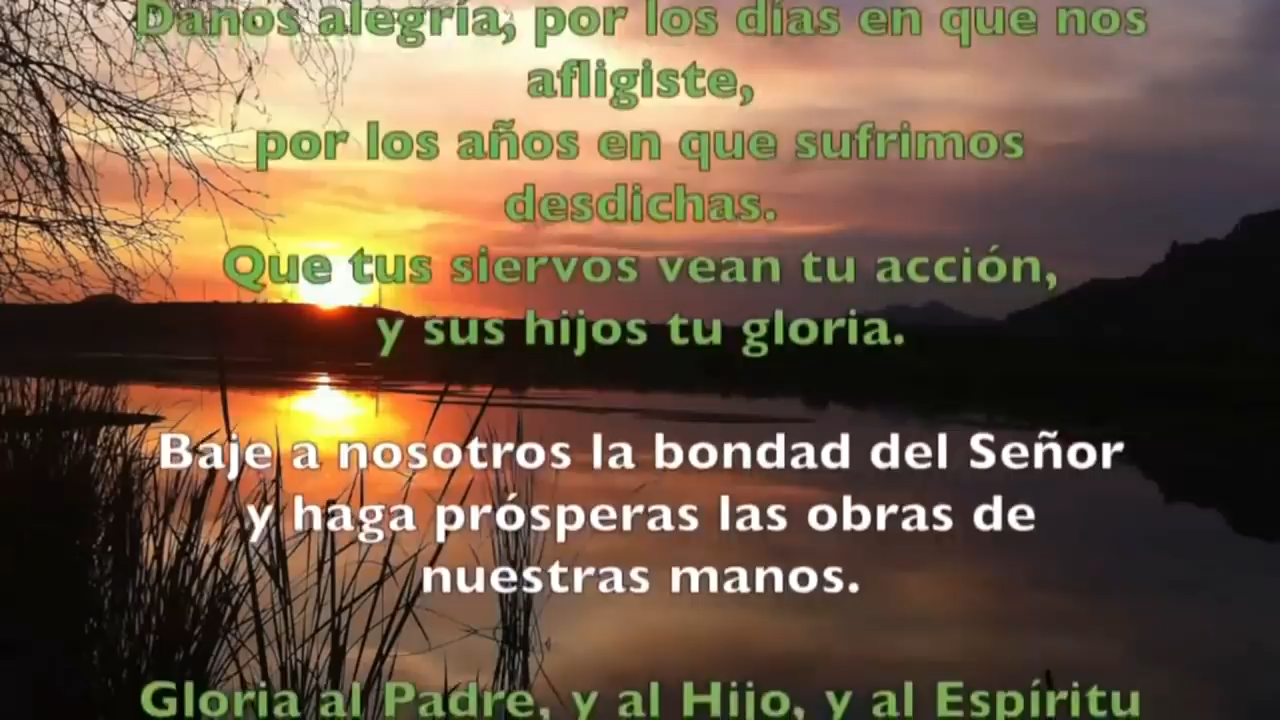 Danos alegría, por los días en que nos
afligiste,
por los años en que sufrimos
desdichas.
Que tus siervos vean tu acción,
y sus hijos tu gloria.
Baje a nosotros la bondad del Señor
y haga prósperas las obras de
nuestras manos.
Gloria al Padre, y al Hijo, y al Espíritu